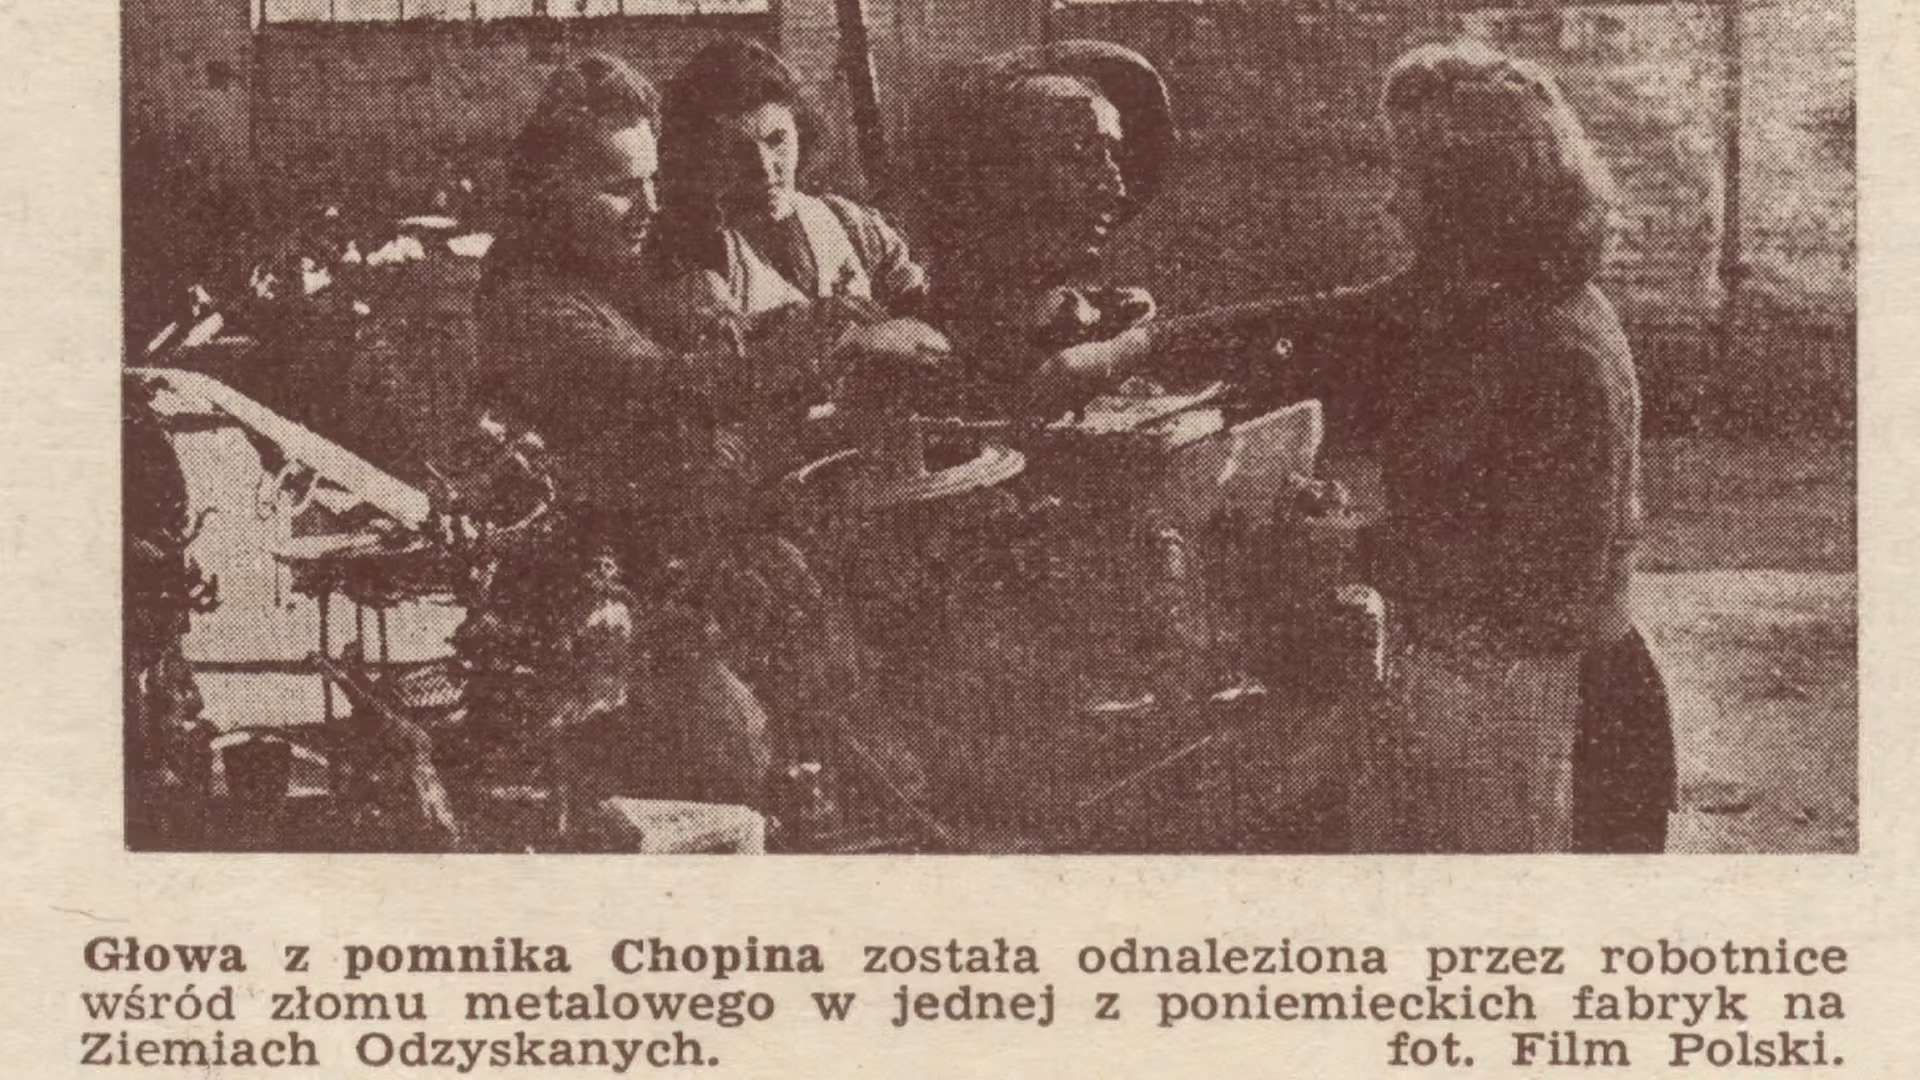 Głowa z pomnika Chopina została odnaleziona przez robotnice
wśród złomu metalowego w jednej z poniemieckich fabryk na
Ziemiach Odzyskanych. fot. Film Polski.